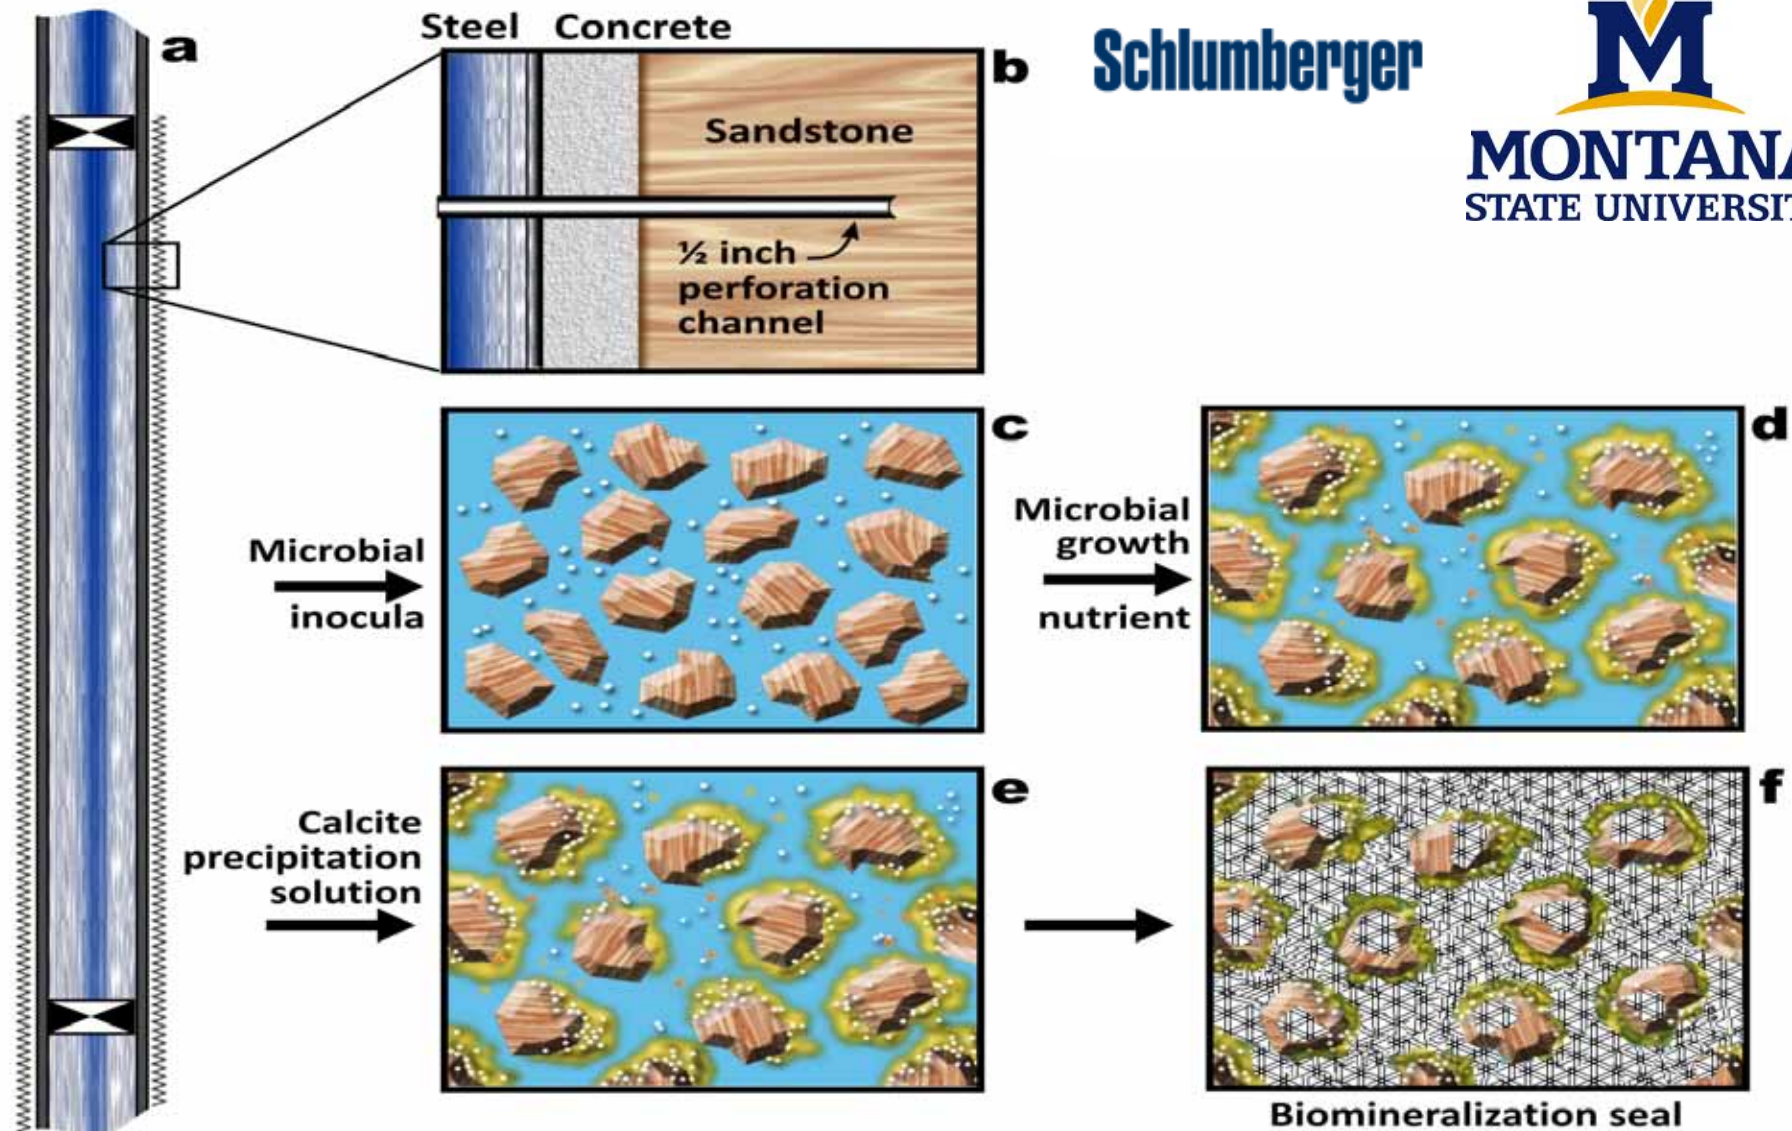 a
Steel Concrete
b
Sandstone
½ inch
perforation
channel
Schlumberger
M
MONTANA
STATE UNIVERSIT
Microbial
inocula
c
Microbial
growth
nutrient
d
Calcite
precipitation
solution
e
f
Biomineralization seal